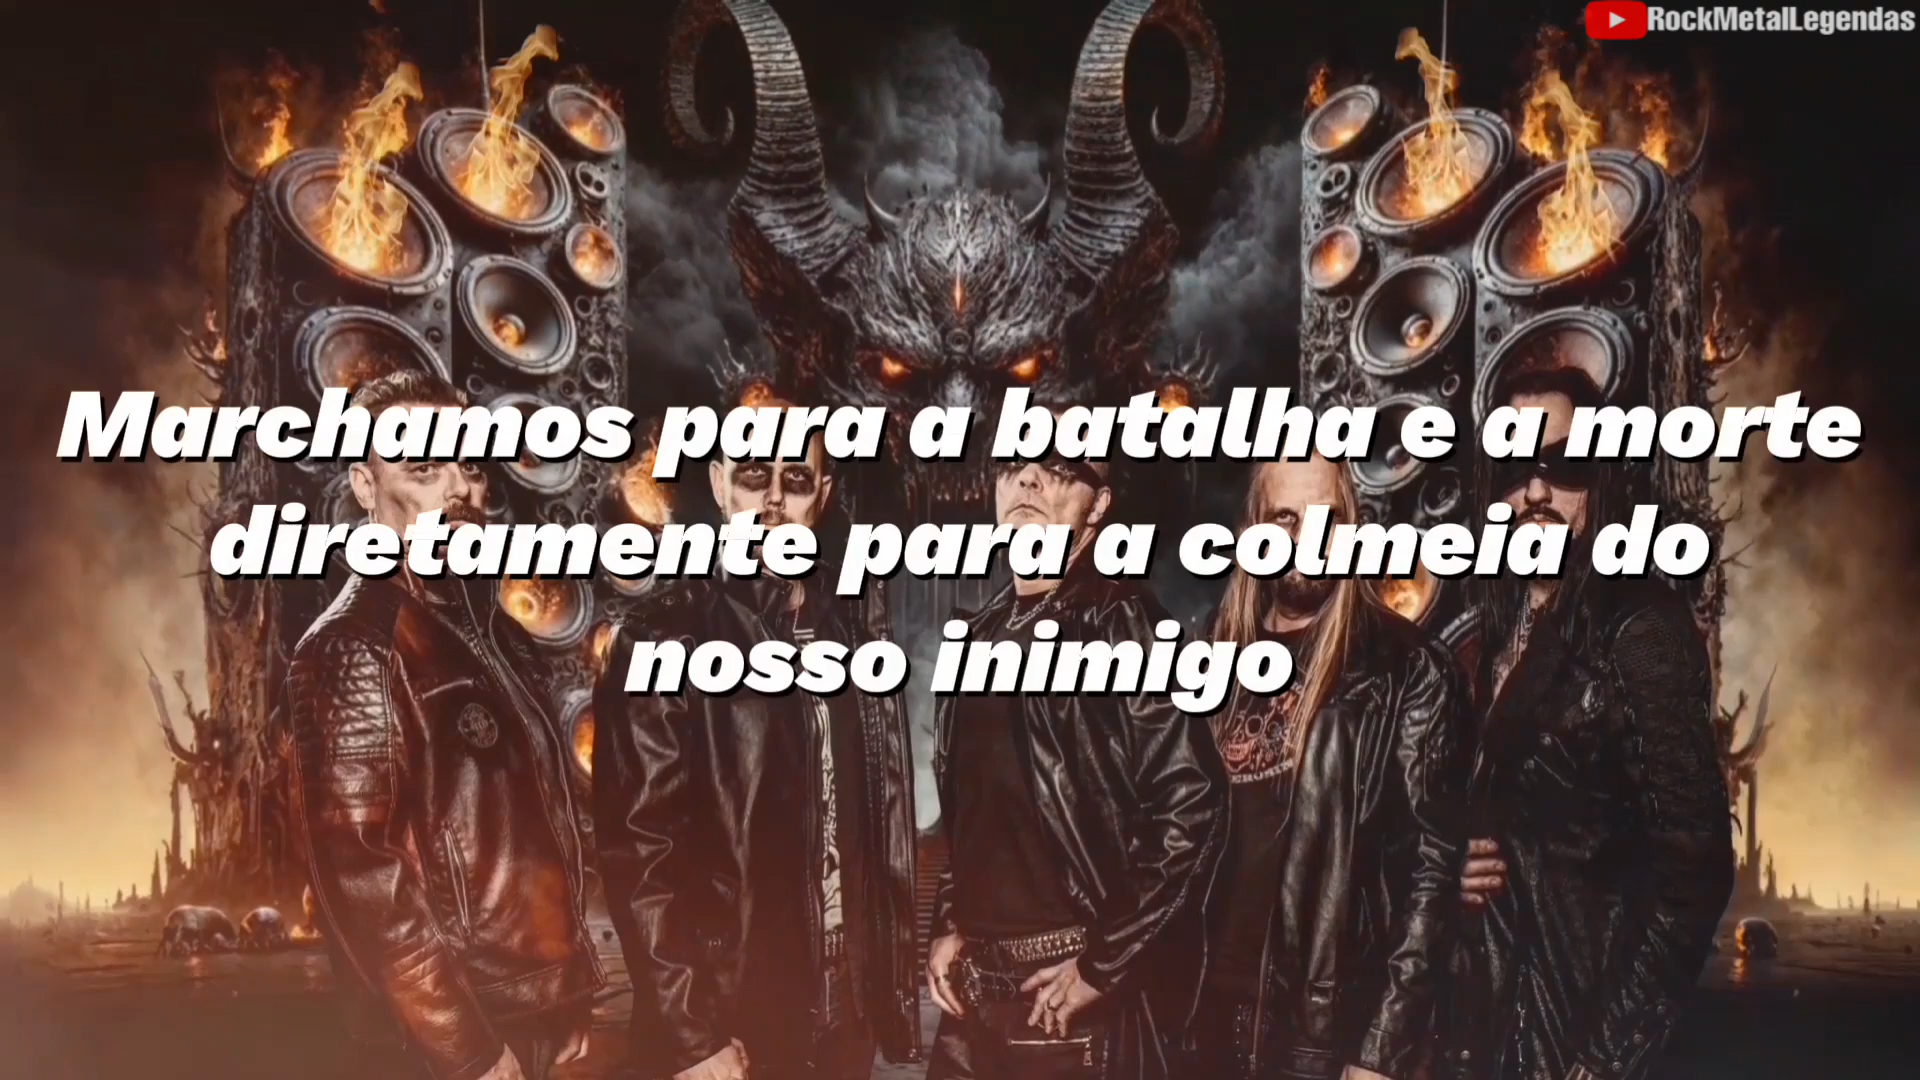 RockMetalLegendas
Marchamos para a batalha e a morte
diretamente para a colmeia do
nosso inimigo